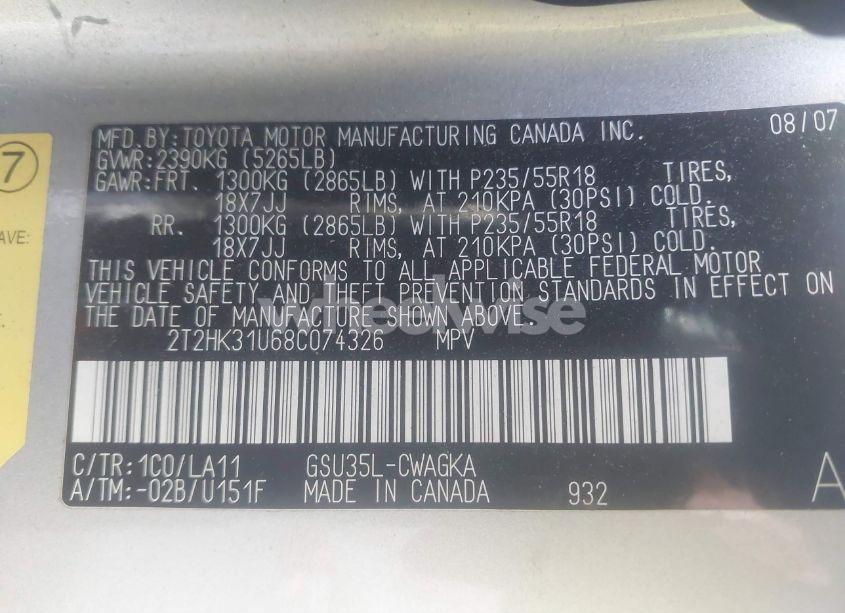 MFD.BY:TOYOTA MOTOR MANUFACTURING CANADA INC. 08/07
GVWR:2390KG (5265LB)
GAWR:FRT. 1300KG (2865LB) WITH P235/55R18 TIRES,
18X7JJ RIMS, AT 210KPA (30PSI) COLD.
RR. 1300KG (2865LB) WITH P235/55R18 TIRES,
18X7JJ RIMS, AT 210KPA (30PSI) COLD.
THIS VEHICLE CONFORMS TO ALL APPLICABLE FEDERAL MOTOR
VEHICLE SAFETY AND THEFT PREVENTION STANDARDS IN EFFECT ON
THE DATE OF MANUFACTURE SHOWN ABOVE.
2T2HK31U68C074326 MPV
C/TR:1C0/LA11 GSU35L-CWAGKA
A/TM:-02B/U151F MADE IN CANADA 932
A
7
AVE:
wheelwise